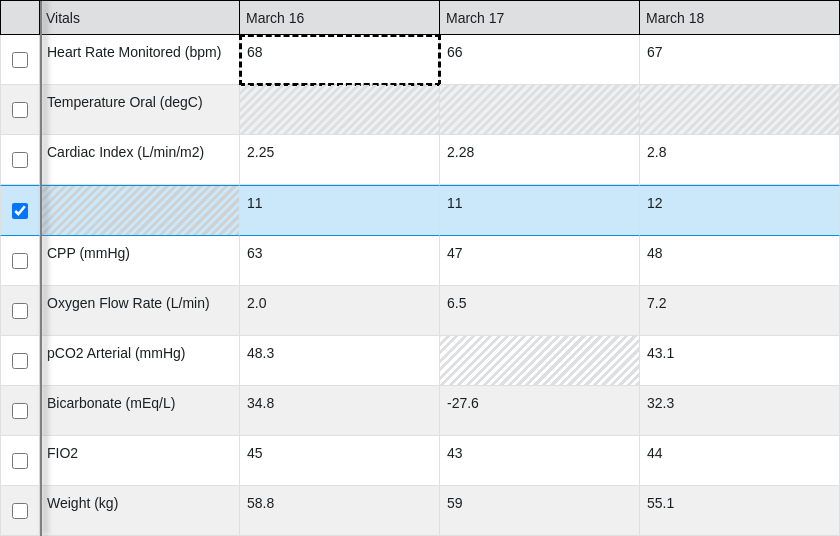 Vitals March 16 March 17 March 18
Heart Rate Monitored (bpm) 68 66 67
Temperature Oral (degC)
Cardiac Index (L/min/m2) 2.25 2.28 2.8
11 11 12
CPP (mmHg) 63 47 48
Oxygen Flow Rate (L/min) 2.0 6.5 7.2
pCO2 Arterial (mmHg) 48.3 43.1
Bicarbonate (mEq/L) 34.8 -27.6 32.3
FIO2 45 43 44
Weight (kg) 58.8 59 55.1